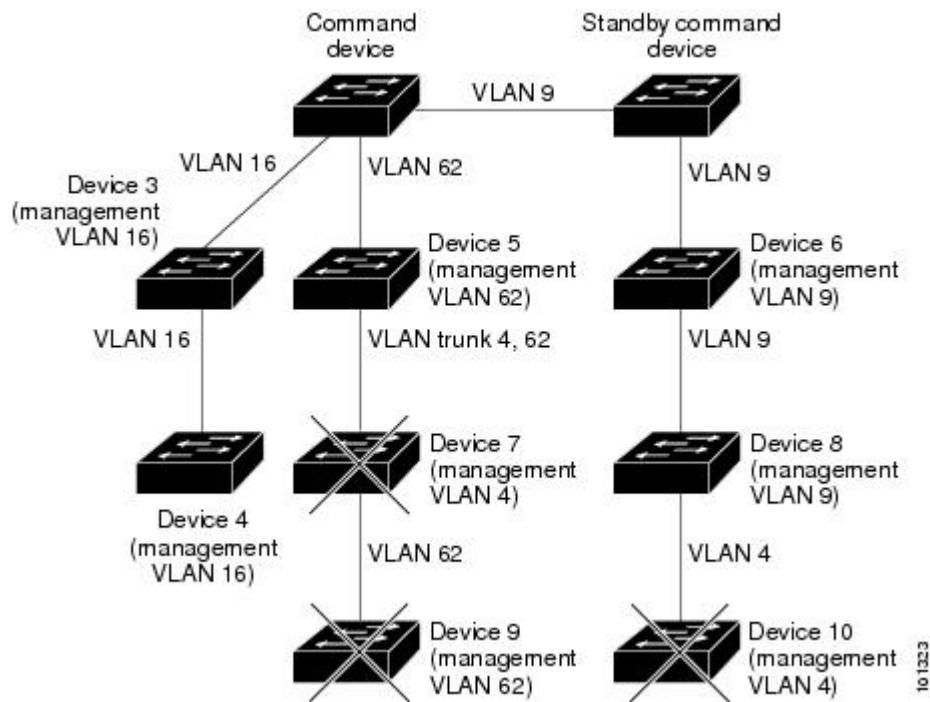 Command
device
Standby command
device
VLAN 9
VLAN 16
VLAN 62
VLAN 9
Device 3
(management
VLAN 16)
Device 5
(management
VLAN 62)
Device 6
(management
VLAN 9)
VLAN 16
VLAN trunk 4, 62
VLAN 9
Device 7
(management
VLAN 4)
Device 8
(management
VLAN 9)
Device 4
(management
VLAN 16)
VLAN 62
VLAN 4
Device 9
(management
VLAN 62)
Device 10
(management
VLAN 4)
101323